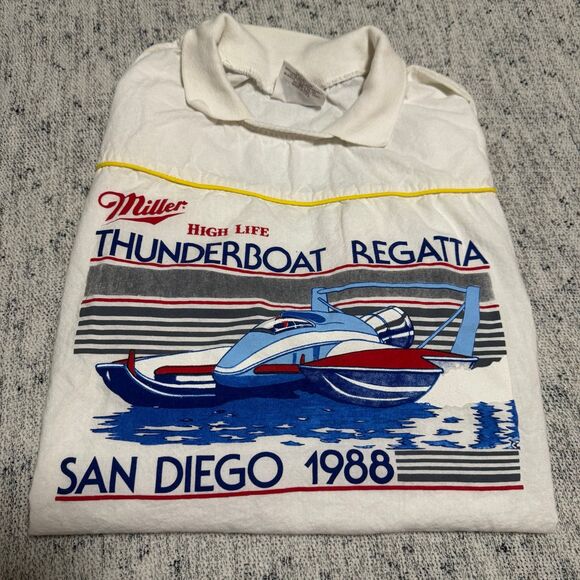 Miller
HIGH LIFE
THUNDERBOAT REGATTA
SAN DIEGO 1988